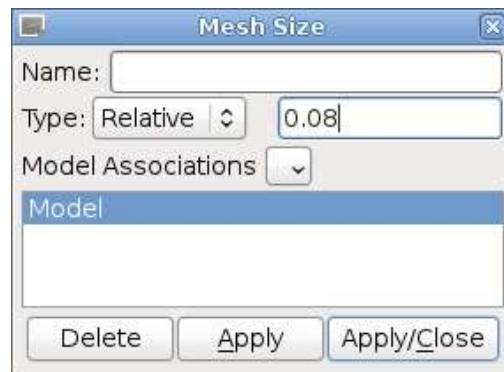 Mesh Size
Name:
Type: Relative 0.08
Model Associations
Model
Delete Apply Apply/Close